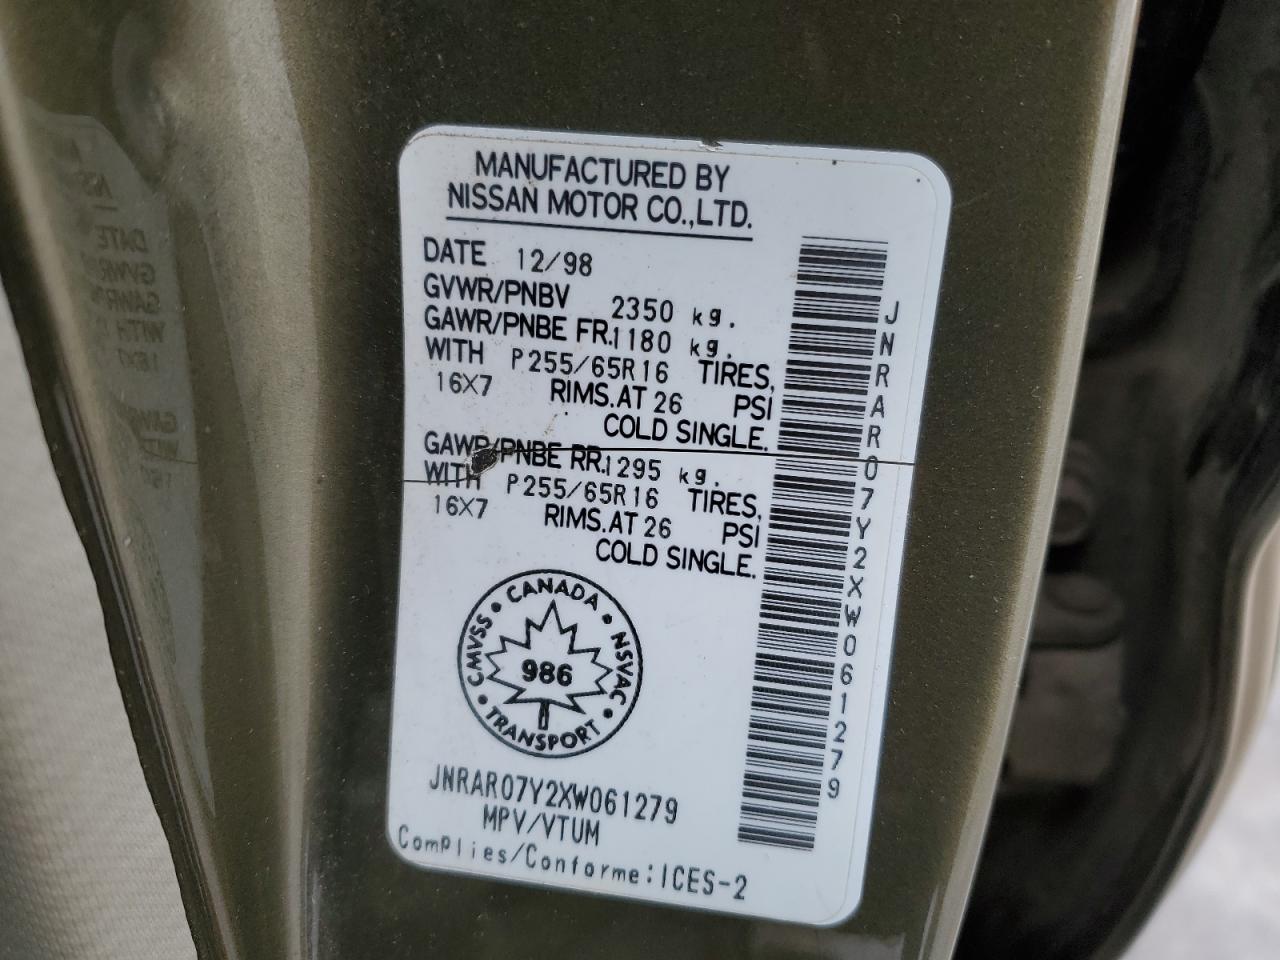 MANUFACTURED BY
NISSAN MOTOR CO.,LTD.
DATE 12/98
GVWR/PNBV 2350 kg.
GAWR/PNBE FR.1180 kg.
WITH P255/65R16 TIRES,
16X7 RIMS.AT 26 PSI
COLD SINGLE.
GAWR/PNBE RR.1295 kg.
WITH P255/65R16 TIRES,
16X7 RIMS.AT 26 PSI
COLD SINGLE.
CANADA
CMVSS NSVAC
986
TRANSPORT
JNRAR07Y2XW061279
MPV/VTUM
ComPlies/Conforme:ICES-2
JNRAR07Y2XW061279
DATE